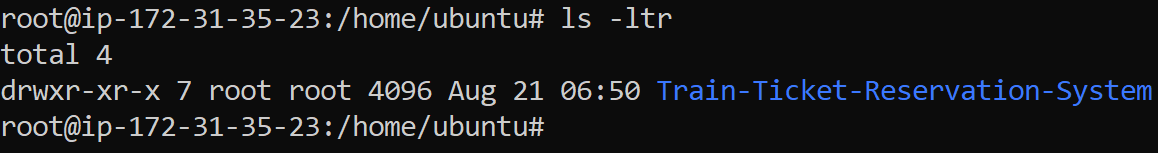 root@ip-172-31-35-23:/home/ubuntu# ls -ltr
total 4
drwxr-xr-x 7 root root 4096 Aug 21 06:50 Train-Ticket-Reservation-System
root@ip-172-31-35-23:/home/ubuntu#